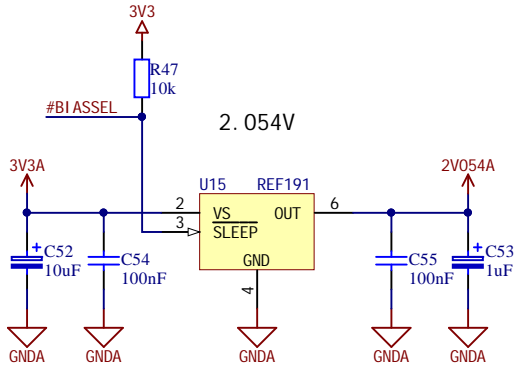 3V3
R47
10k
#BIASSEL
2.054V
3V3A
2V054A
U15 REF191
2 VS OUT 6
3 SLEEP
GND
4
+ C52
10uF
C54
100nF
C55
100nF
+ C53
1uF
GNDA GNDA GNDA GNDA GNDA